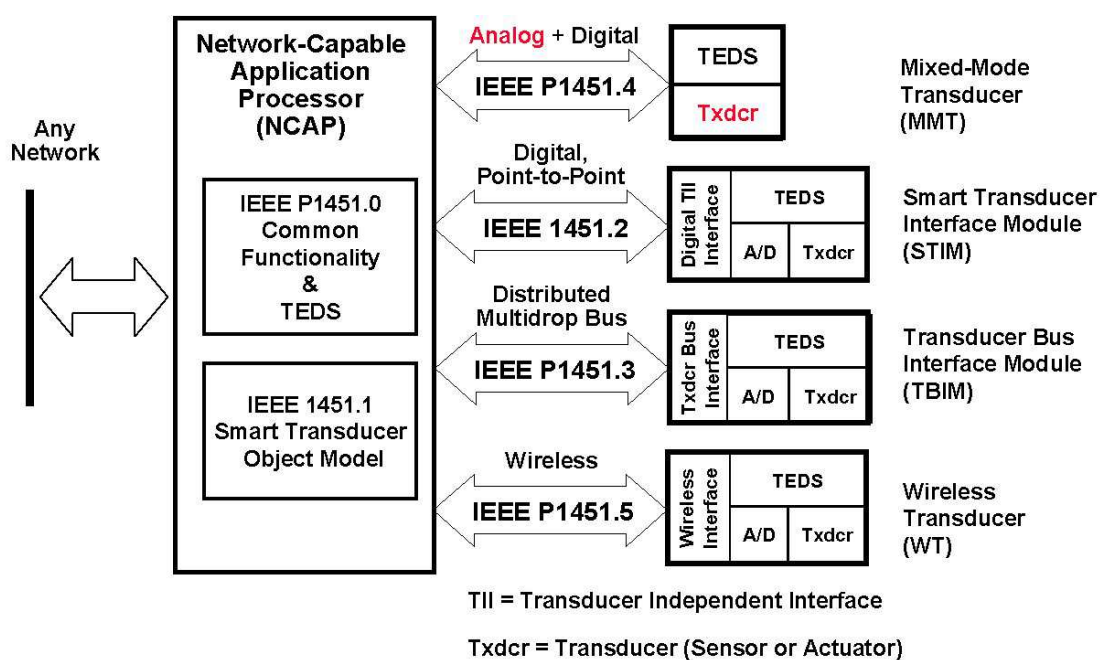 Any
Network
Network-Capable
Application
Processor
(NCAP)
IEEE P1451.0
Common
Functionality
&
TEDS
IEEE 1451.1
Smart Transducer
Object Model
Analog + Digital
IEEE P1451.4
TEDS
Txdcr
Mixed-Mode
Transducer
(MMT)
Digital,
Point-to-Point
IEEE 1451.2
Digital TII
Interface
TEDS
A/D
Txdcr
Smart Transducer
Interface Module
(STIM)
Distributed
Multidrop Bus
IEEE P1451.3
Txdcr Bus
Interface
TEDS
A/D
Txdcr
Transducer Bus
Interface Module
(TBIM)
Wireless
IEEE P1451.5
Wireless
Interface
TEDS
A/D
Txdcr
Wireless
Transducer
(WT)
TII = Transducer Independent Interface
Txdcr = Transducer (Sensor or Actuator)